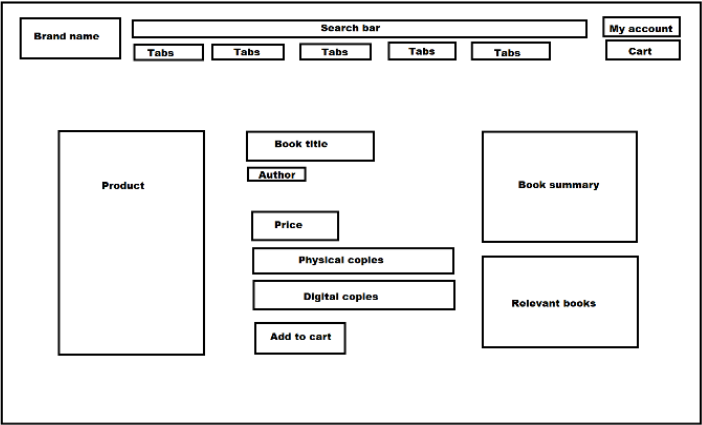 Brand name
Search bar
My account
Tabs
Tabs
Tabs
Tabs
Tabs
Cart
Product
Book title
Author
Price
Physical copies
Digital copies
Add to cart
Book summary
Relevant books